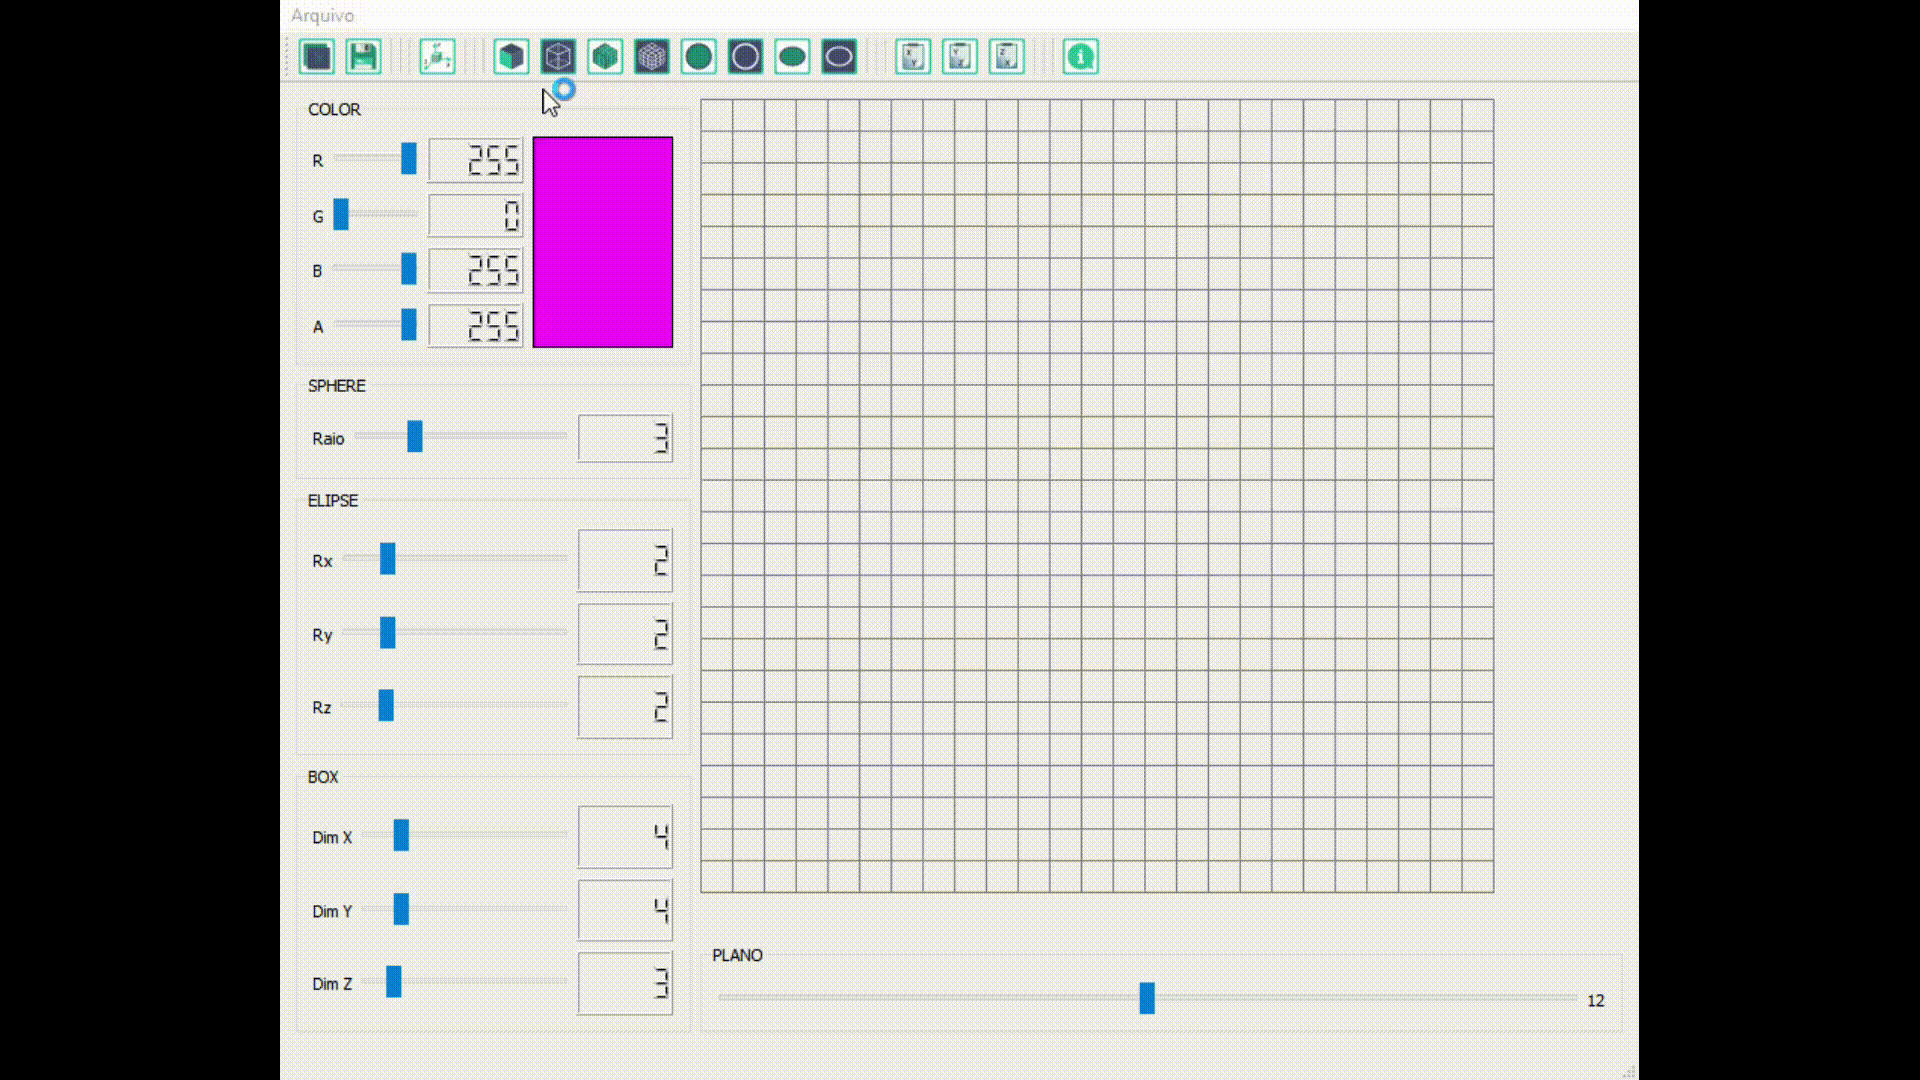 Arquivo
X Y
Y Z
Z X
COLOR
R 255
G 0
B 255
A 255
SPHERE
Raio 3
ELIPSE
Rx 2
Ry 2
Rz 2
BOX
Dim X 4
Dim Y 4
Dim Z 3
PLANO
12